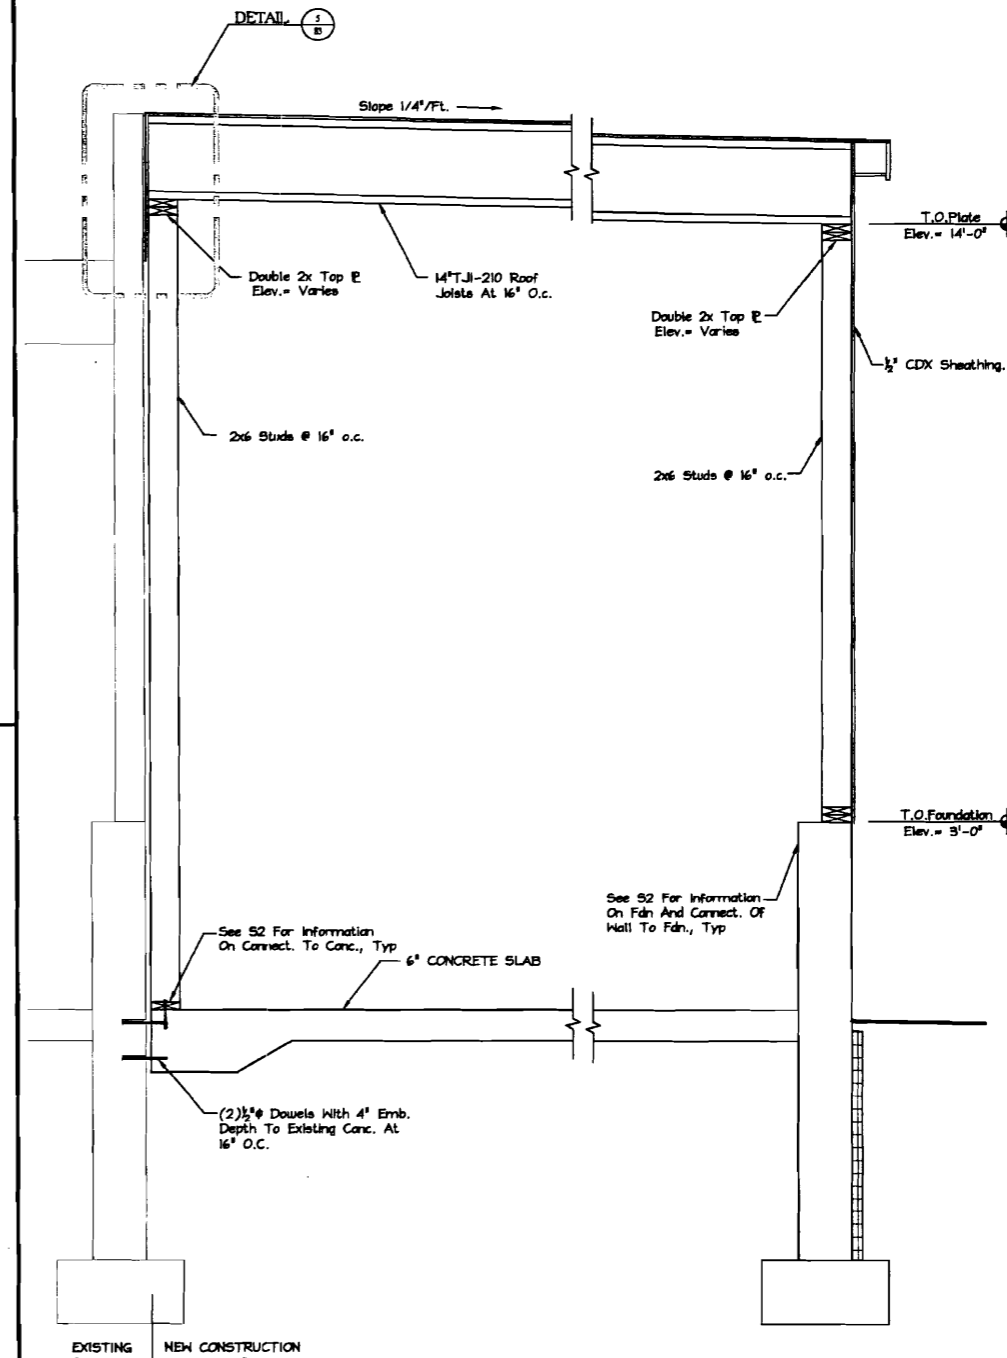 DETAIL 5
Slope 1/4"/Ft.
T.O.Plate
Elev.= 14'-0"
Double 2x Top PL
Elev.= Varies
14"TJI-210 Roof
Joists At 16" O.c.
Double 2x Top PL
Elev.= Varies
1/2" CDX Sheathing.
2x6 Studs @ 16" o.c.
2x6 Studs @ 16" o.c.
T.O.Foundation
Elev.= 3'-0"
See S2 For Information
On Fdn And Connect. Of
Wall To Fdn., Typ
See S2 For Information
On Connect. To Conc., Typ
6" CONCRETE SLAB
(2)1/2"ϕ Dowels With 4" Emb.
Depth To Existing Conc. At
16" O.C.
EXISTING
NEW CONSTRUCTION